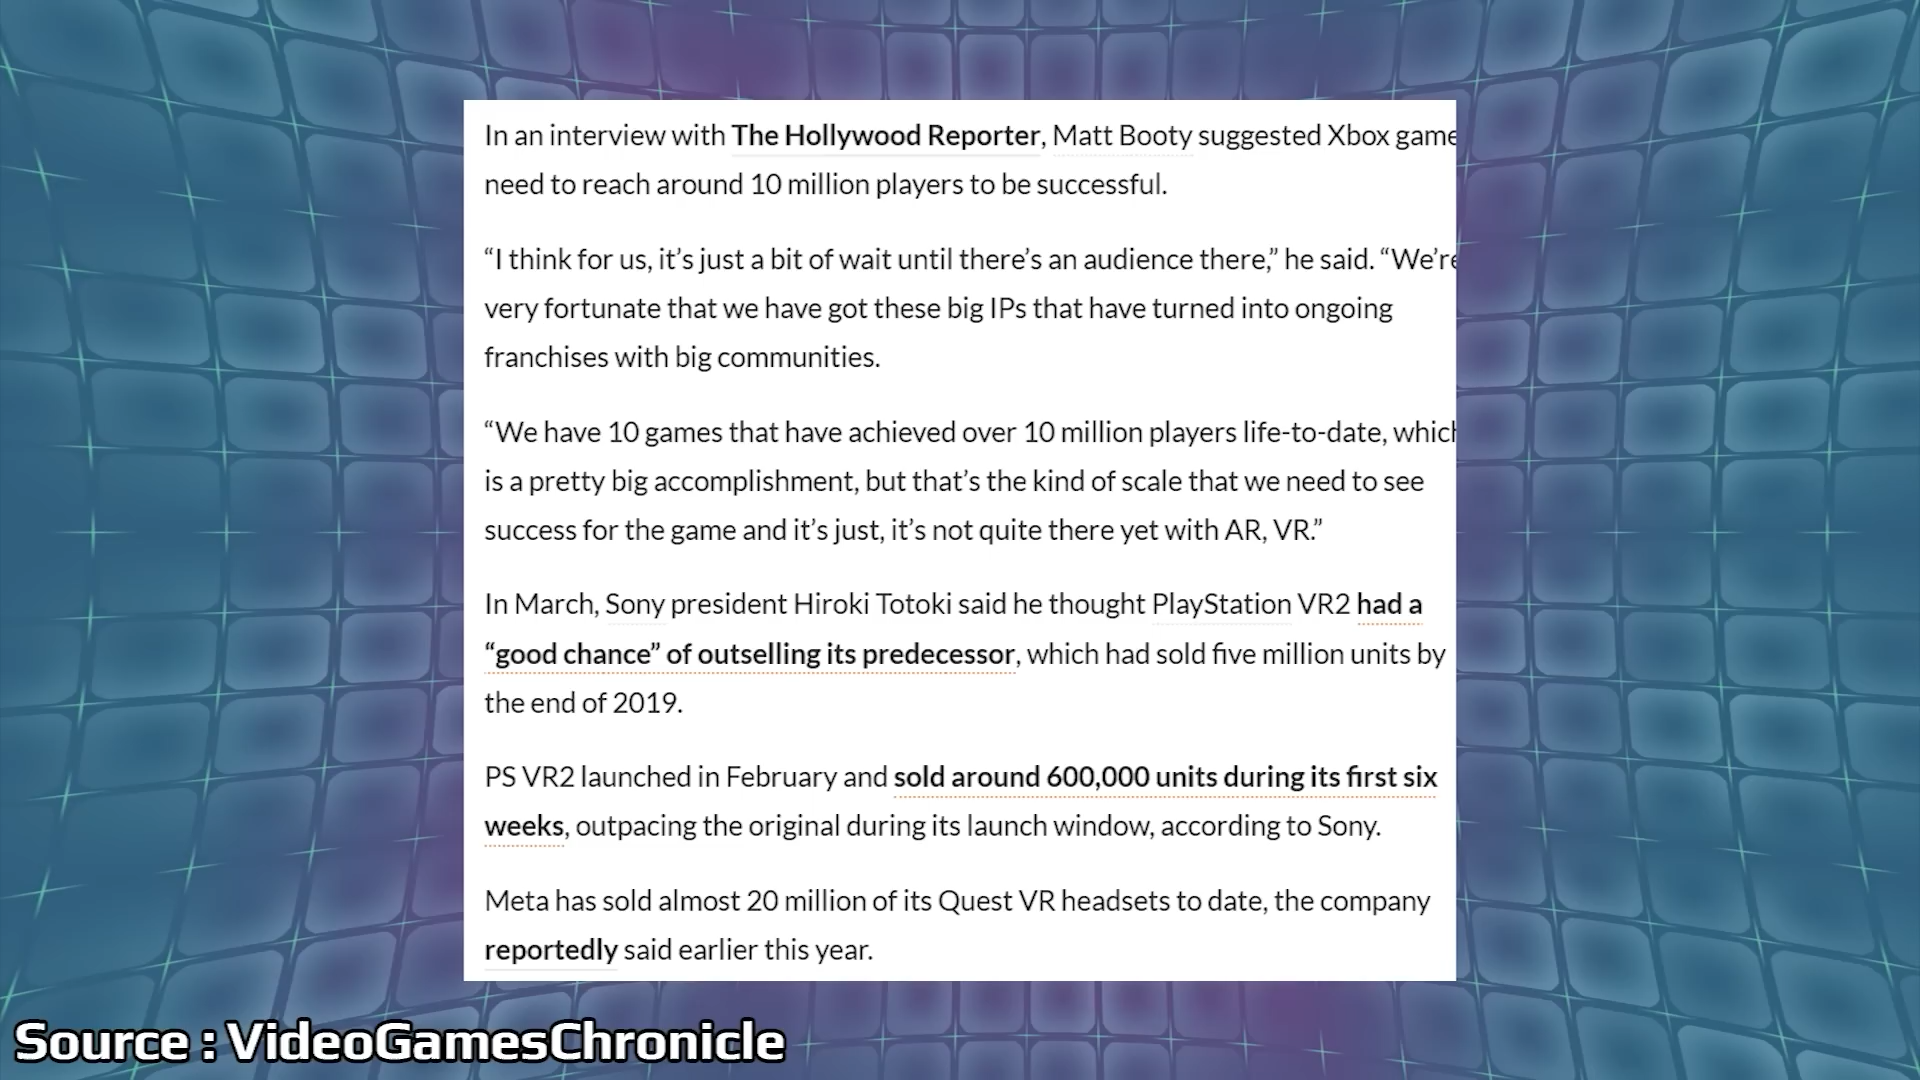 In an interview with The Hollywood Reporter, Matt Booty suggested Xbox game
need to reach around 10 million players to be successful.
“I think for us, it’s just a bit of wait until there’s an audience there,” he said. “We’re
very fortunate that we have got these big IPs that have turned into ongoing
franchises with big communities.
“We have 10 games that have achieved over 10 million players life-to-date, which
is a pretty big accomplishment, but that’s the kind of scale that we need to see
success for the game and it’s just, it’s not quite there yet with AR, VR.”
In March, Sony president Hiroki Totoki said he thought PlayStation VR2 had a
“good chance” of outselling its predecessor, which had sold five million units by
the end of 2019.
PS VR2 launched in February and sold around 600,000 units during its first six
weeks, outpacing the original during its launch window, according to Sony.
Meta has sold almost 20 million of its Quest VR headsets to date, the company
reportedly said earlier this year.
Source : VideoGamesChronicle